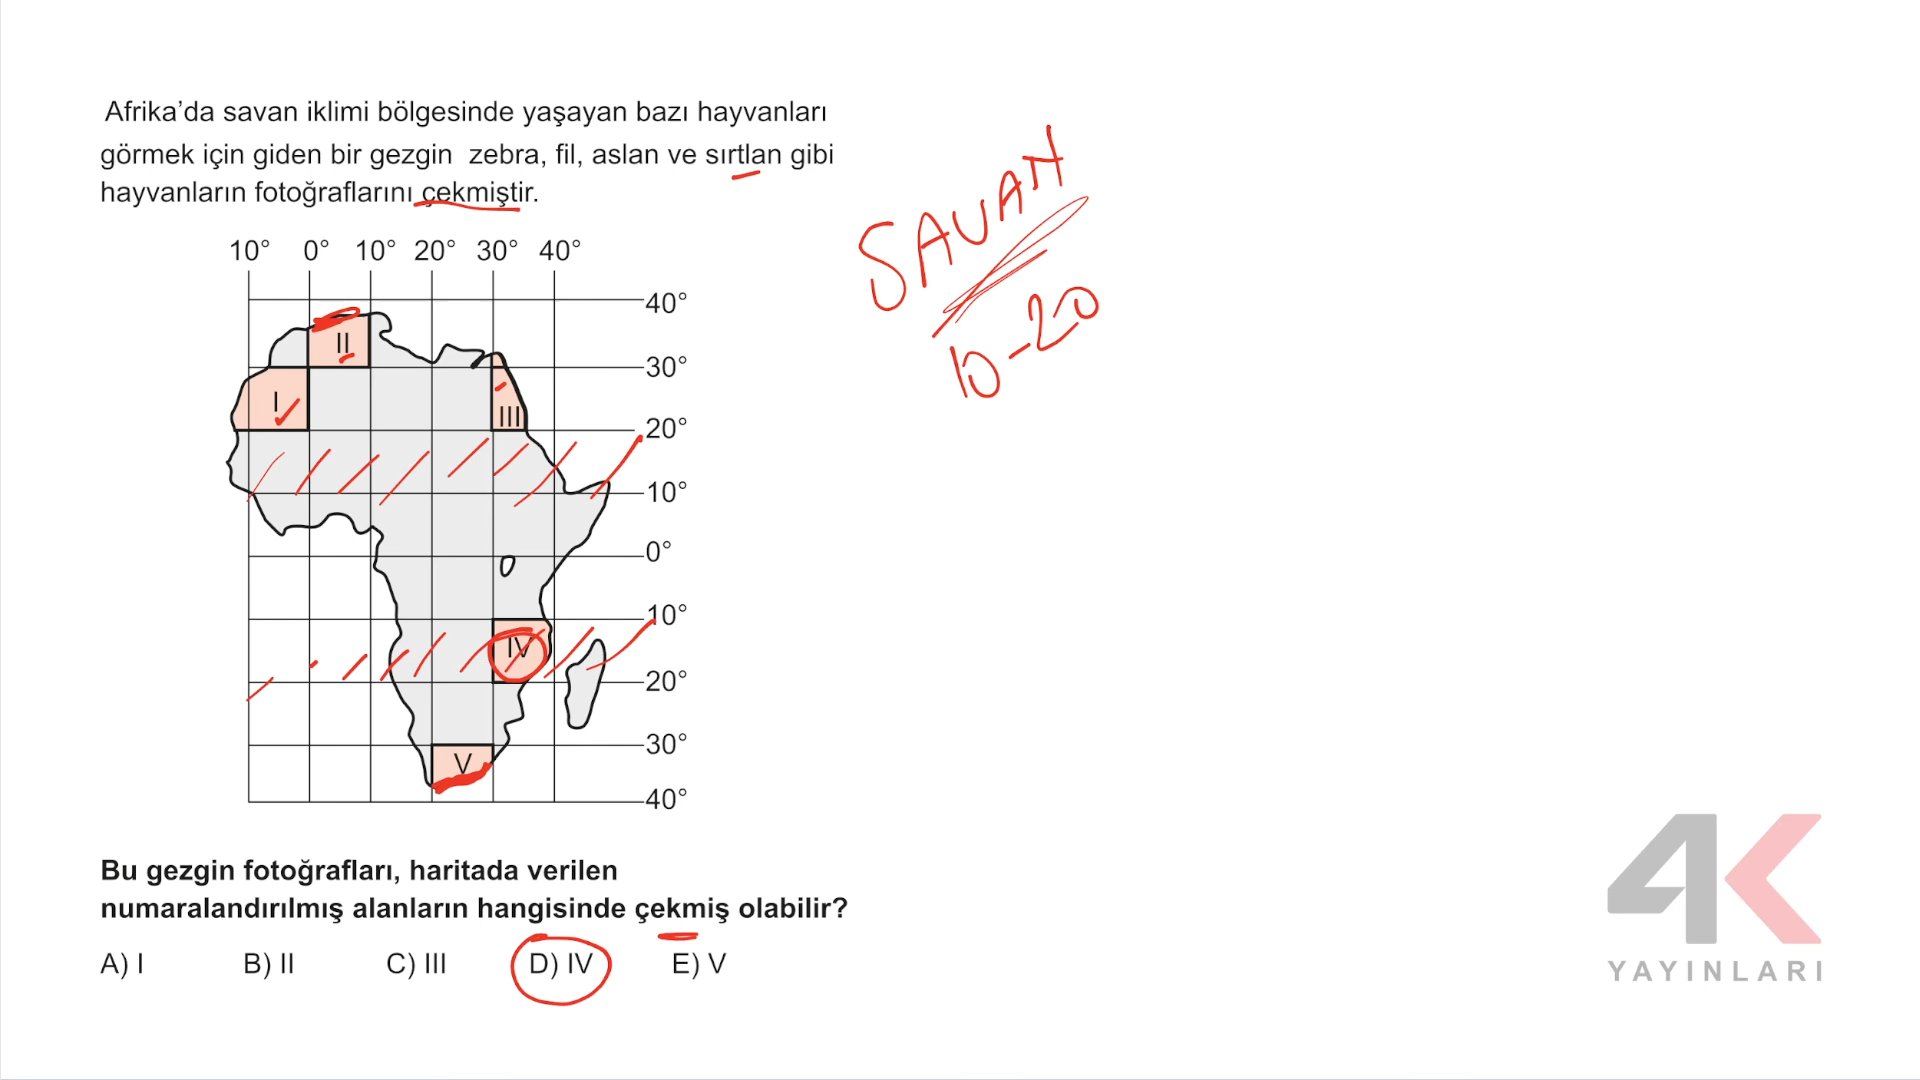 Afrika'da savan iklimi bölgesinde yaşayan bazı hayvanları
görmek için giden bir gezgin zebra, fil, aslan ve sırtlan gibi
hayvanların fotoğraflarını çekmiştir.
SAVAN
10-20
10° 0° 10° 20° 30° 40°
40°
II
30°
I
III
20°
10°
0°
10°
IV
20°
30°
V
40°
Bu gezgin fotoğrafları, haritada verilen
numaralandırılmış alanların hangisinde çekmiş olabilir?
A) I B) II C) III D) IV E) V
4K
YAYINLARI